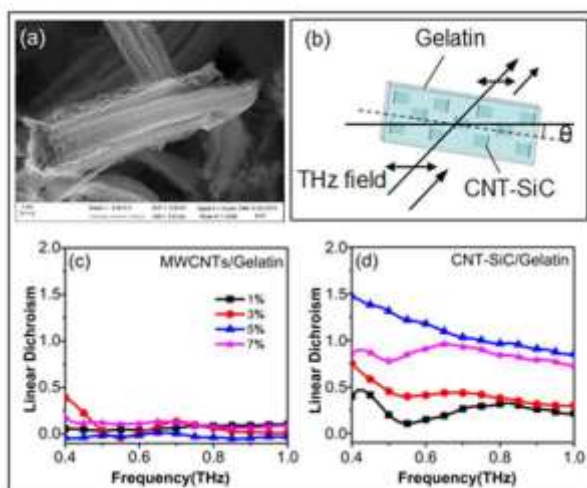 (a)
(b)
Gelatin
θ
THz field
CNT-SiC
(c)
MWCNTs/Gelatin
1%
3%
5%
7%
Linear Dichroism
2.0
1.5
1.0
0.5
0.0
0.4
0.6
0.8
1.0
Frequency(THz)
(d)
CNT-SiC/Gelatin
Linear Dichroism
2.0
1.5
1.0
0.5
0.0
0.4
0.6
0.8
1.0
Frequency(THz)